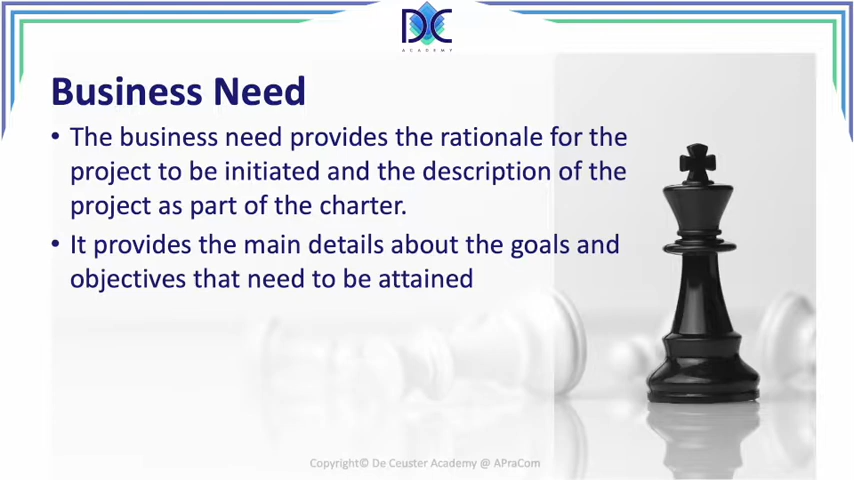 DC
ACADEMY
Business Need
• The business need provides the rationale for the
project to be initiated and the description of the
project as part of the charter.
• It provides the main details about the goals and
objectives that need to be attained
Copyright© De Ceuster Academy @ APraCom